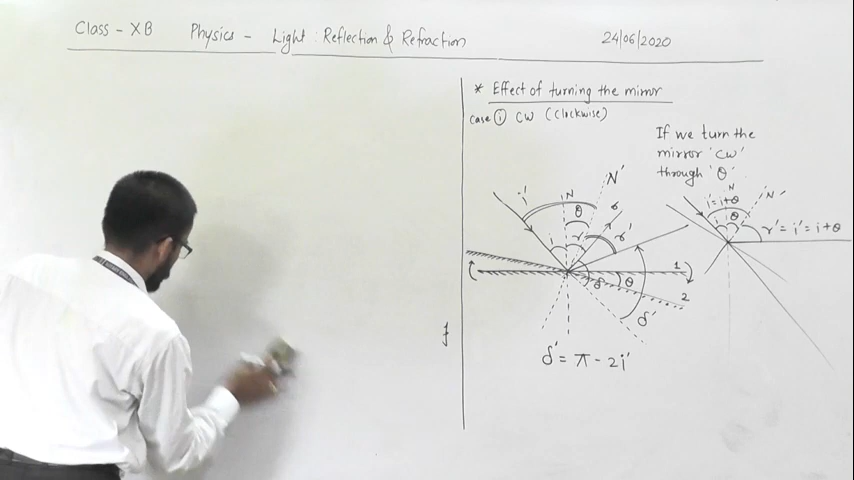 Class - XB Physics - Light : Reflection & Refraction 24/06/2020
* Effect of turning the mirror
case (i) CW (Clockwise)
If we turn the
mirror 'CW'
through 'θ'
i' N θ N' r r' i
1
δ θ
2
δ'
δ' = π - 2i'
N N'
i' = i+θ
θ
r' = i' = i+θ